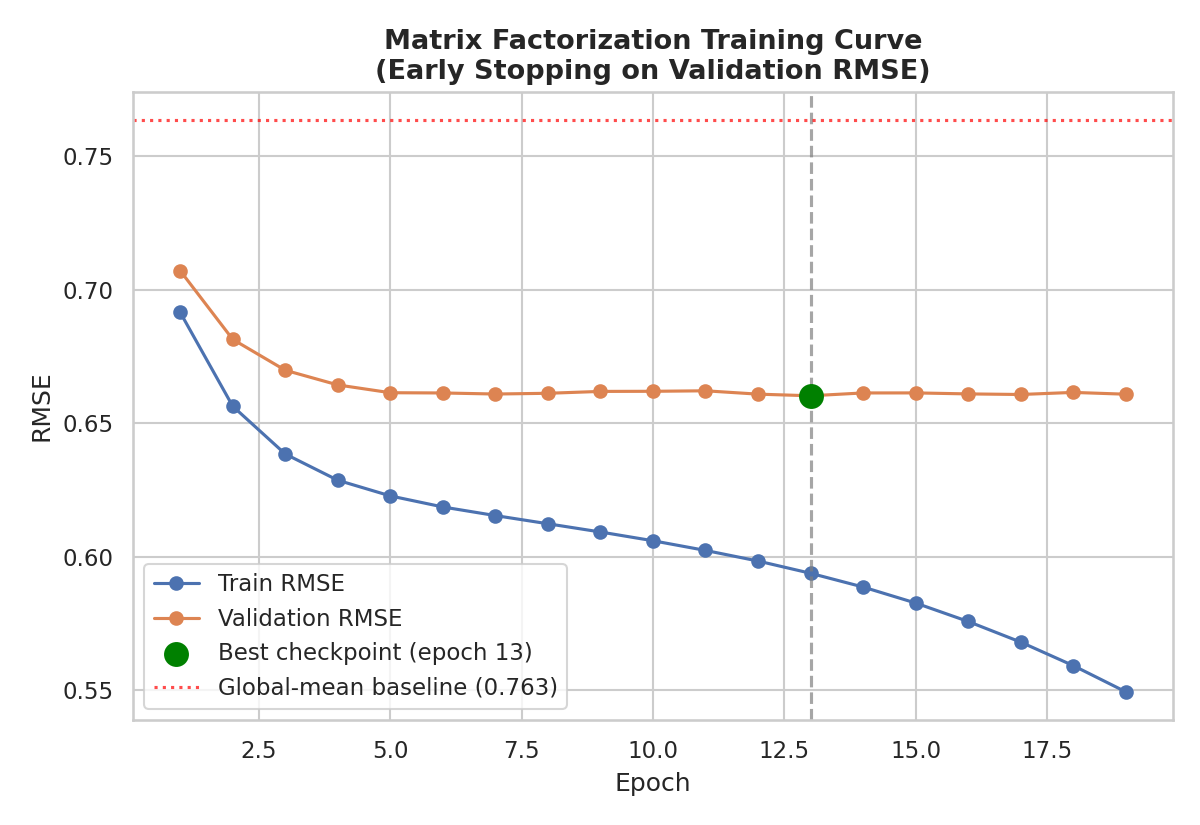 Matrix Factorization Training Curve
(Early Stopping on Validation RMSE)
RMSE
0.75
0.70
0.65
0.60
0.55
Train RMSE
Validation RMSE
Best checkpoint (epoch 13)
Global-mean baseline (0.763)
2.5 5.0 7.5 10.0 12.5 15.0 17.5
Epoch